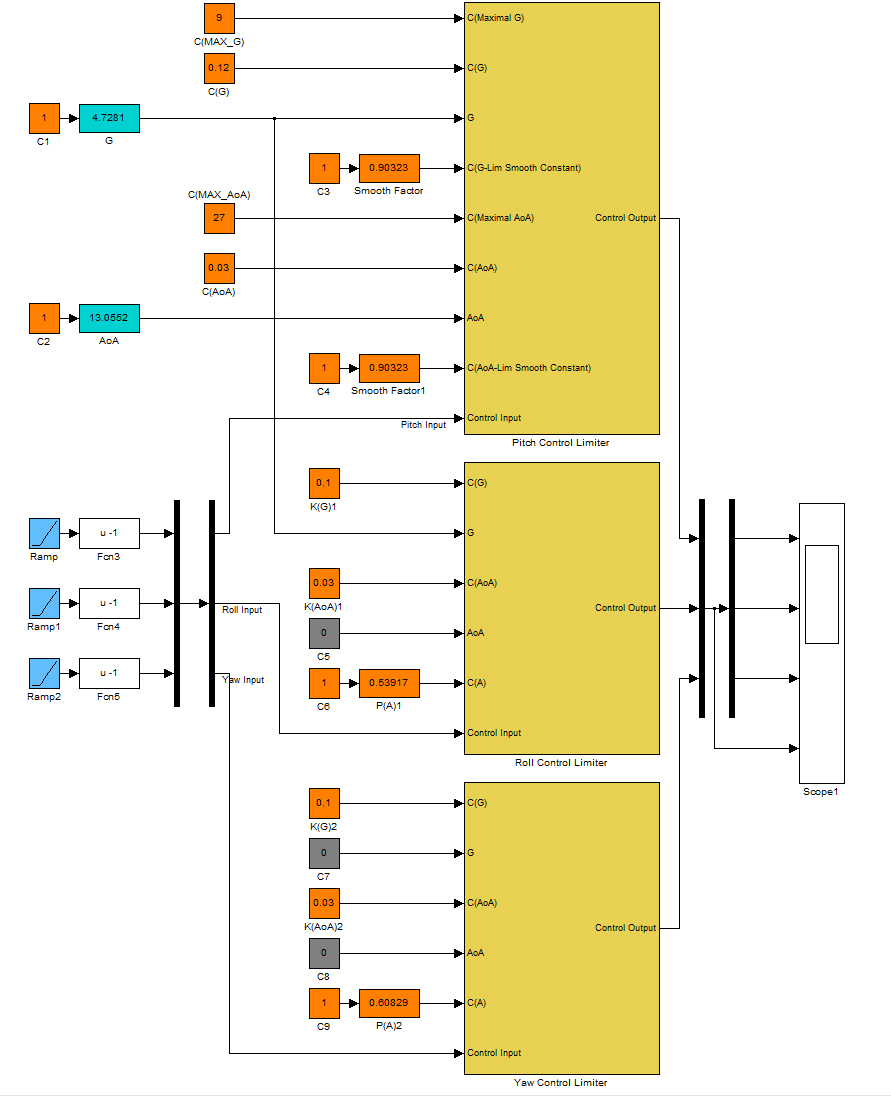 9
C(MAX_G)
C(Maximal G)
0.12
C(G)
C(G)
1
C1
4.7281
G
G
1
C3
0.90323
Smooth Factor
C(G-Lim Smooth Constant)
C(MAX_AoA)
27
C(Maximal AoA)
Control Output
0.03
C(AoA)
C(AoA)
1
C2
13.0552
AoA
AoA
1
C4
0.90323
Smooth Factor1
C(AoA-Lim Smooth Constant)
Pitch Input
Control Input
Pitch Control Limiter
0.1
K(G)1
C(G)
Ramp
u -1
Fcn3
G
0.03
K(AoA)1
C(AoA)
Ramp1
u -1
Fcn4
Roll Input
Control Output
0
C5
AoA
Ramp2
u -1
Fcn5
Yaw Input
1
C6
0.53917
P(A)1
C(A)
Control Input
Roll Control Limiter
Scope1
0.1
K(G)2
C(G)
0
C7
G
0.03
K(AoA)2
C(AoA)
Control Output
0
C8
AoA
1
C9
0.60829
P(A)2
C(A)
Control Input
Yaw Control Limiter